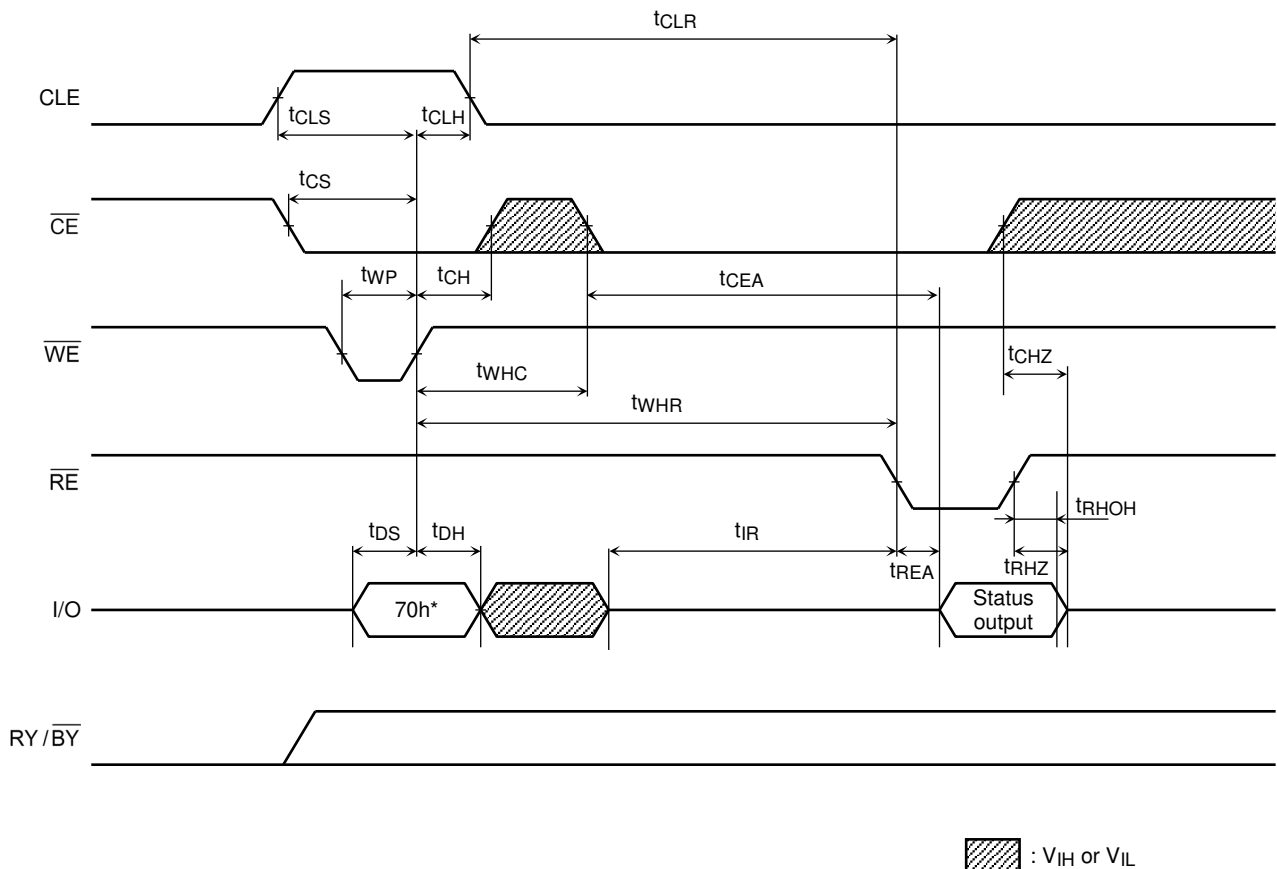 tCLR
CLE
tCLS
tCLH
tCS
CE
tWP
tCH
tCEA
WE
tCHZ
tWHC
tWHR
RE
tRHOH
tDS
tDH
tIR
tREA
tRHZ
I/O
70h*
Status
output
RY/BY
: VIH or VIL